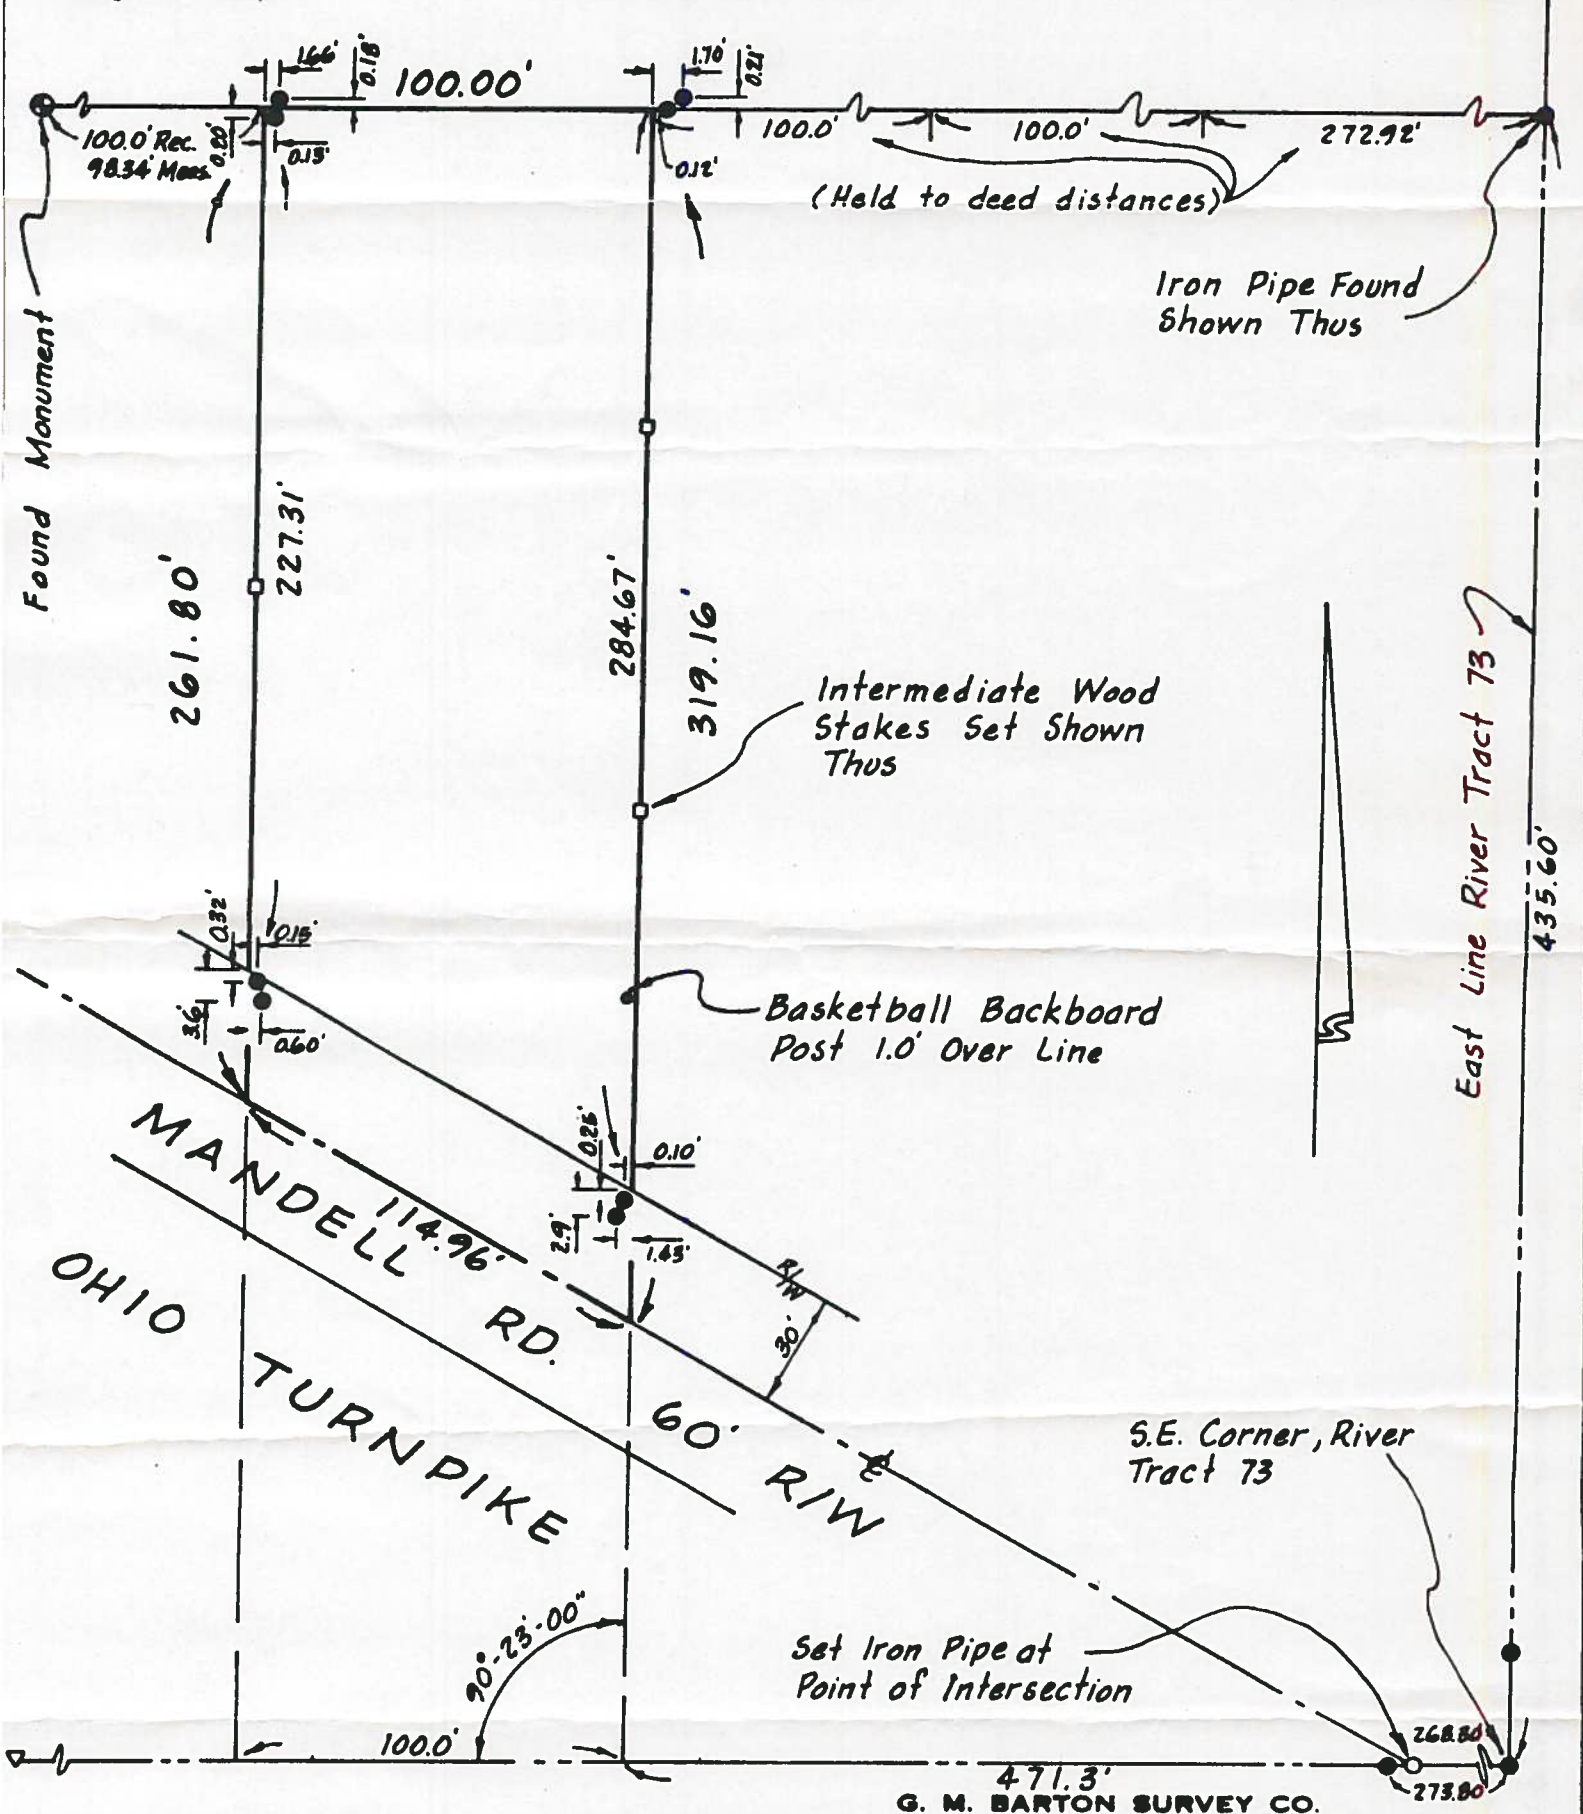 1.66'
0.18'
100.00'
1.70'
0.21'
100.0' Rec.
98.34' Meas.
0.20'
0.13'
0.12'
100.0'
100.0'
272.92'
(Held to deed distances)
Iron Pipe Found
Shown Thus
Found Monument
261.80'
227.31'
284.67'
319.16'
Intermediate Wood
Stakes Set Shown
Thus
East Line River Tract 73
435.60'
0.32'
0.15'
3.6'
0.60'
Basketball Backboard
Post 1.0' Over Line
0.10'
2.9'
1.43'
MANDELL RD. 60' R/W
114.96'
R/W
30'
OHIO TURNPIKE
S.E. Corner, River
Tract 73
90°-23'-00"
Set Iron Pipe at
Point of Intersection
100.0'
268.80'
471.3'
273.80'
G. M. BARTON SURVEY CO.